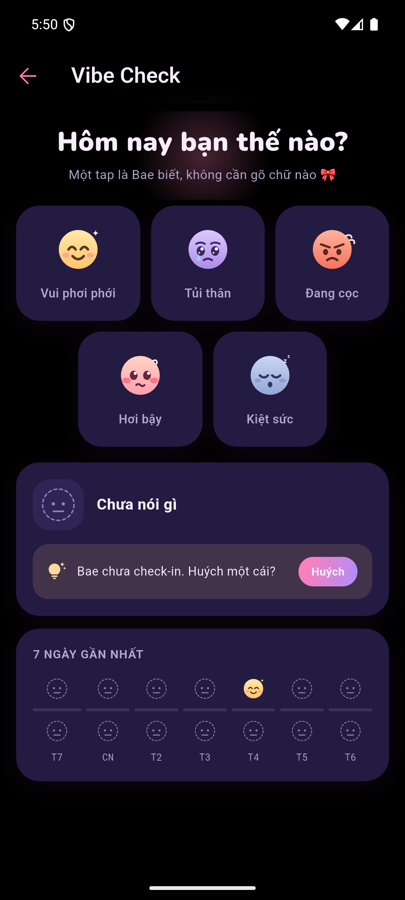 5:50
Vibe Check
Hôm nay bạn thế nào?
Một tap là Bae biết, không cần gõ chữ nào 🎀
Vui phơi phới
Tủi thân
Đang cọc
Hơi bậy
Kiệt sức
Chưa nói gì
Bae chưa check-in. Huých một cái?
Huých
7 NGÀY GẦN NHẤT
T7 CN T2 T3 T4 T5 T6